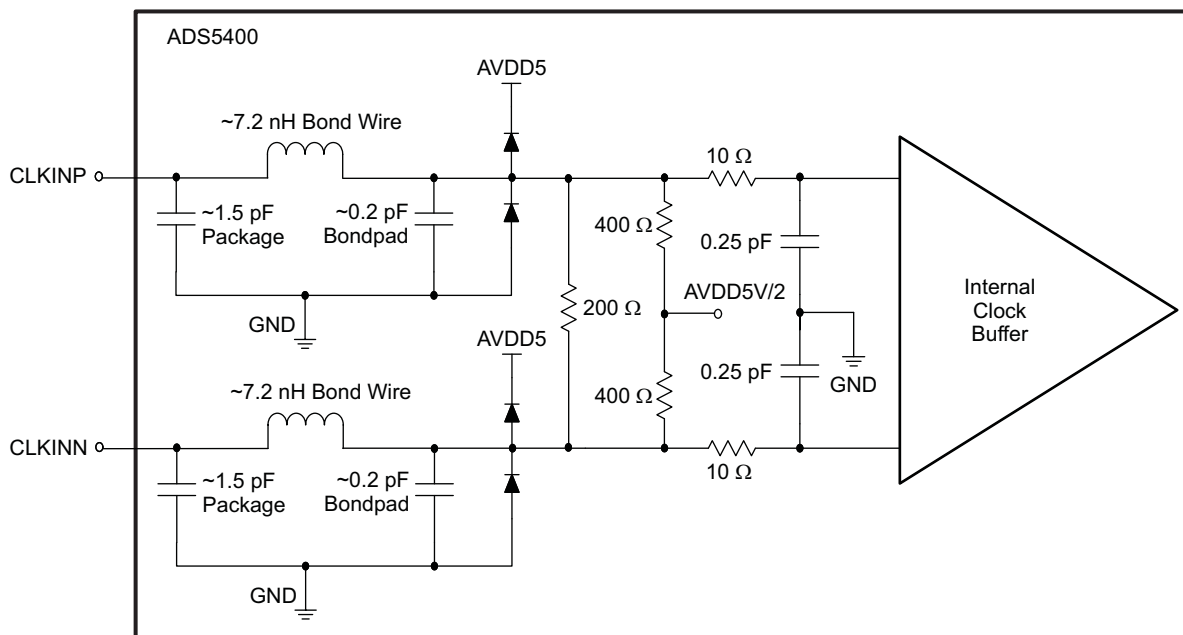 ADS5400
AVDD5
~7.2 nH Bond Wire
CLKINP
10 Ω
~1.5 pF
Package
~0.2 pF
Bondpad
400 Ω
0.25 pF
AVDD5V/2
200 Ω
GND
Internal
Clock
Buffer
AVDD5
GND
0.25 pF
~7.2 nH Bond Wire
400 Ω
CLKINN
10 Ω
~1.5 pF
Package
~0.2 pF
Bondpad
GND